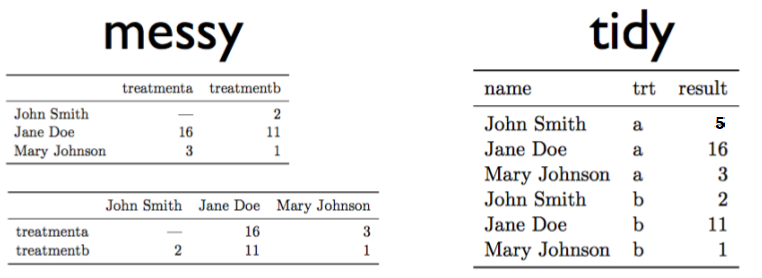 messy
treatmenta treatmentb
John Smith — 2
Jane Doe 16 11
Mary Johnson 3 1
John Smith Jane Doe Mary Johnson
treatmenta — 16 3
treatmentb 2 11 1
tidy
name trt result
John Smith a 5
Jane Doe a 16
Mary Johnson a 3
John Smith b 2
Jane Doe b 11
Mary Johnson b 1